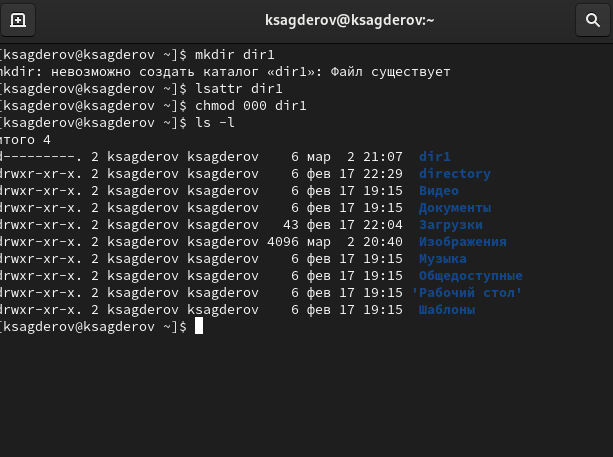 ksagderov@ksagderov:~
[ksagderov@ksagderov ~]$ mkdir dir1
mkdir: невозможно создать каталог «dir1»: Файл существует
[ksagderov@ksagderov ~]$ lsattr dir1
[ksagderov@ksagderov ~]$ chmod 000 dir1
[ksagderov@ksagderov ~]$ ls -l
итого 4
d---------. 2 ksagderov ksagderov    6 мар  2 21:07  dir1
drwxr-xr-x. 2 ksagderov ksagderov    6 фев 17 22:29  directory
drwxr-xr-x. 2 ksagderov ksagderov    6 фев 17 19:15  Видео
drwxr-xr-x. 2 ksagderov ksagderov    6 фев 17 19:15  Документы
drwxr-xr-x. 2 ksagderov ksagderov   43 фев 17 22:04  Загрузки
drwxr-xr-x. 2 ksagderov ksagderov 4096 мар  2 20:40  Изображения
drwxr-xr-x. 2 ksagderov ksagderov    6 фев 17 19:15  Музыка
drwxr-xr-x. 2 ksagderov ksagderov    6 фев 17 19:15  Общедоступные
drwxr-xr-x. 2 ksagderov ksagderov    6 фев 17 19:15 'Рабочий стол'
drwxr-xr-x. 2 ksagderov ksagderov    6 фев 17 19:15  Шаблоны
[ksagderov@ksagderov ~]$